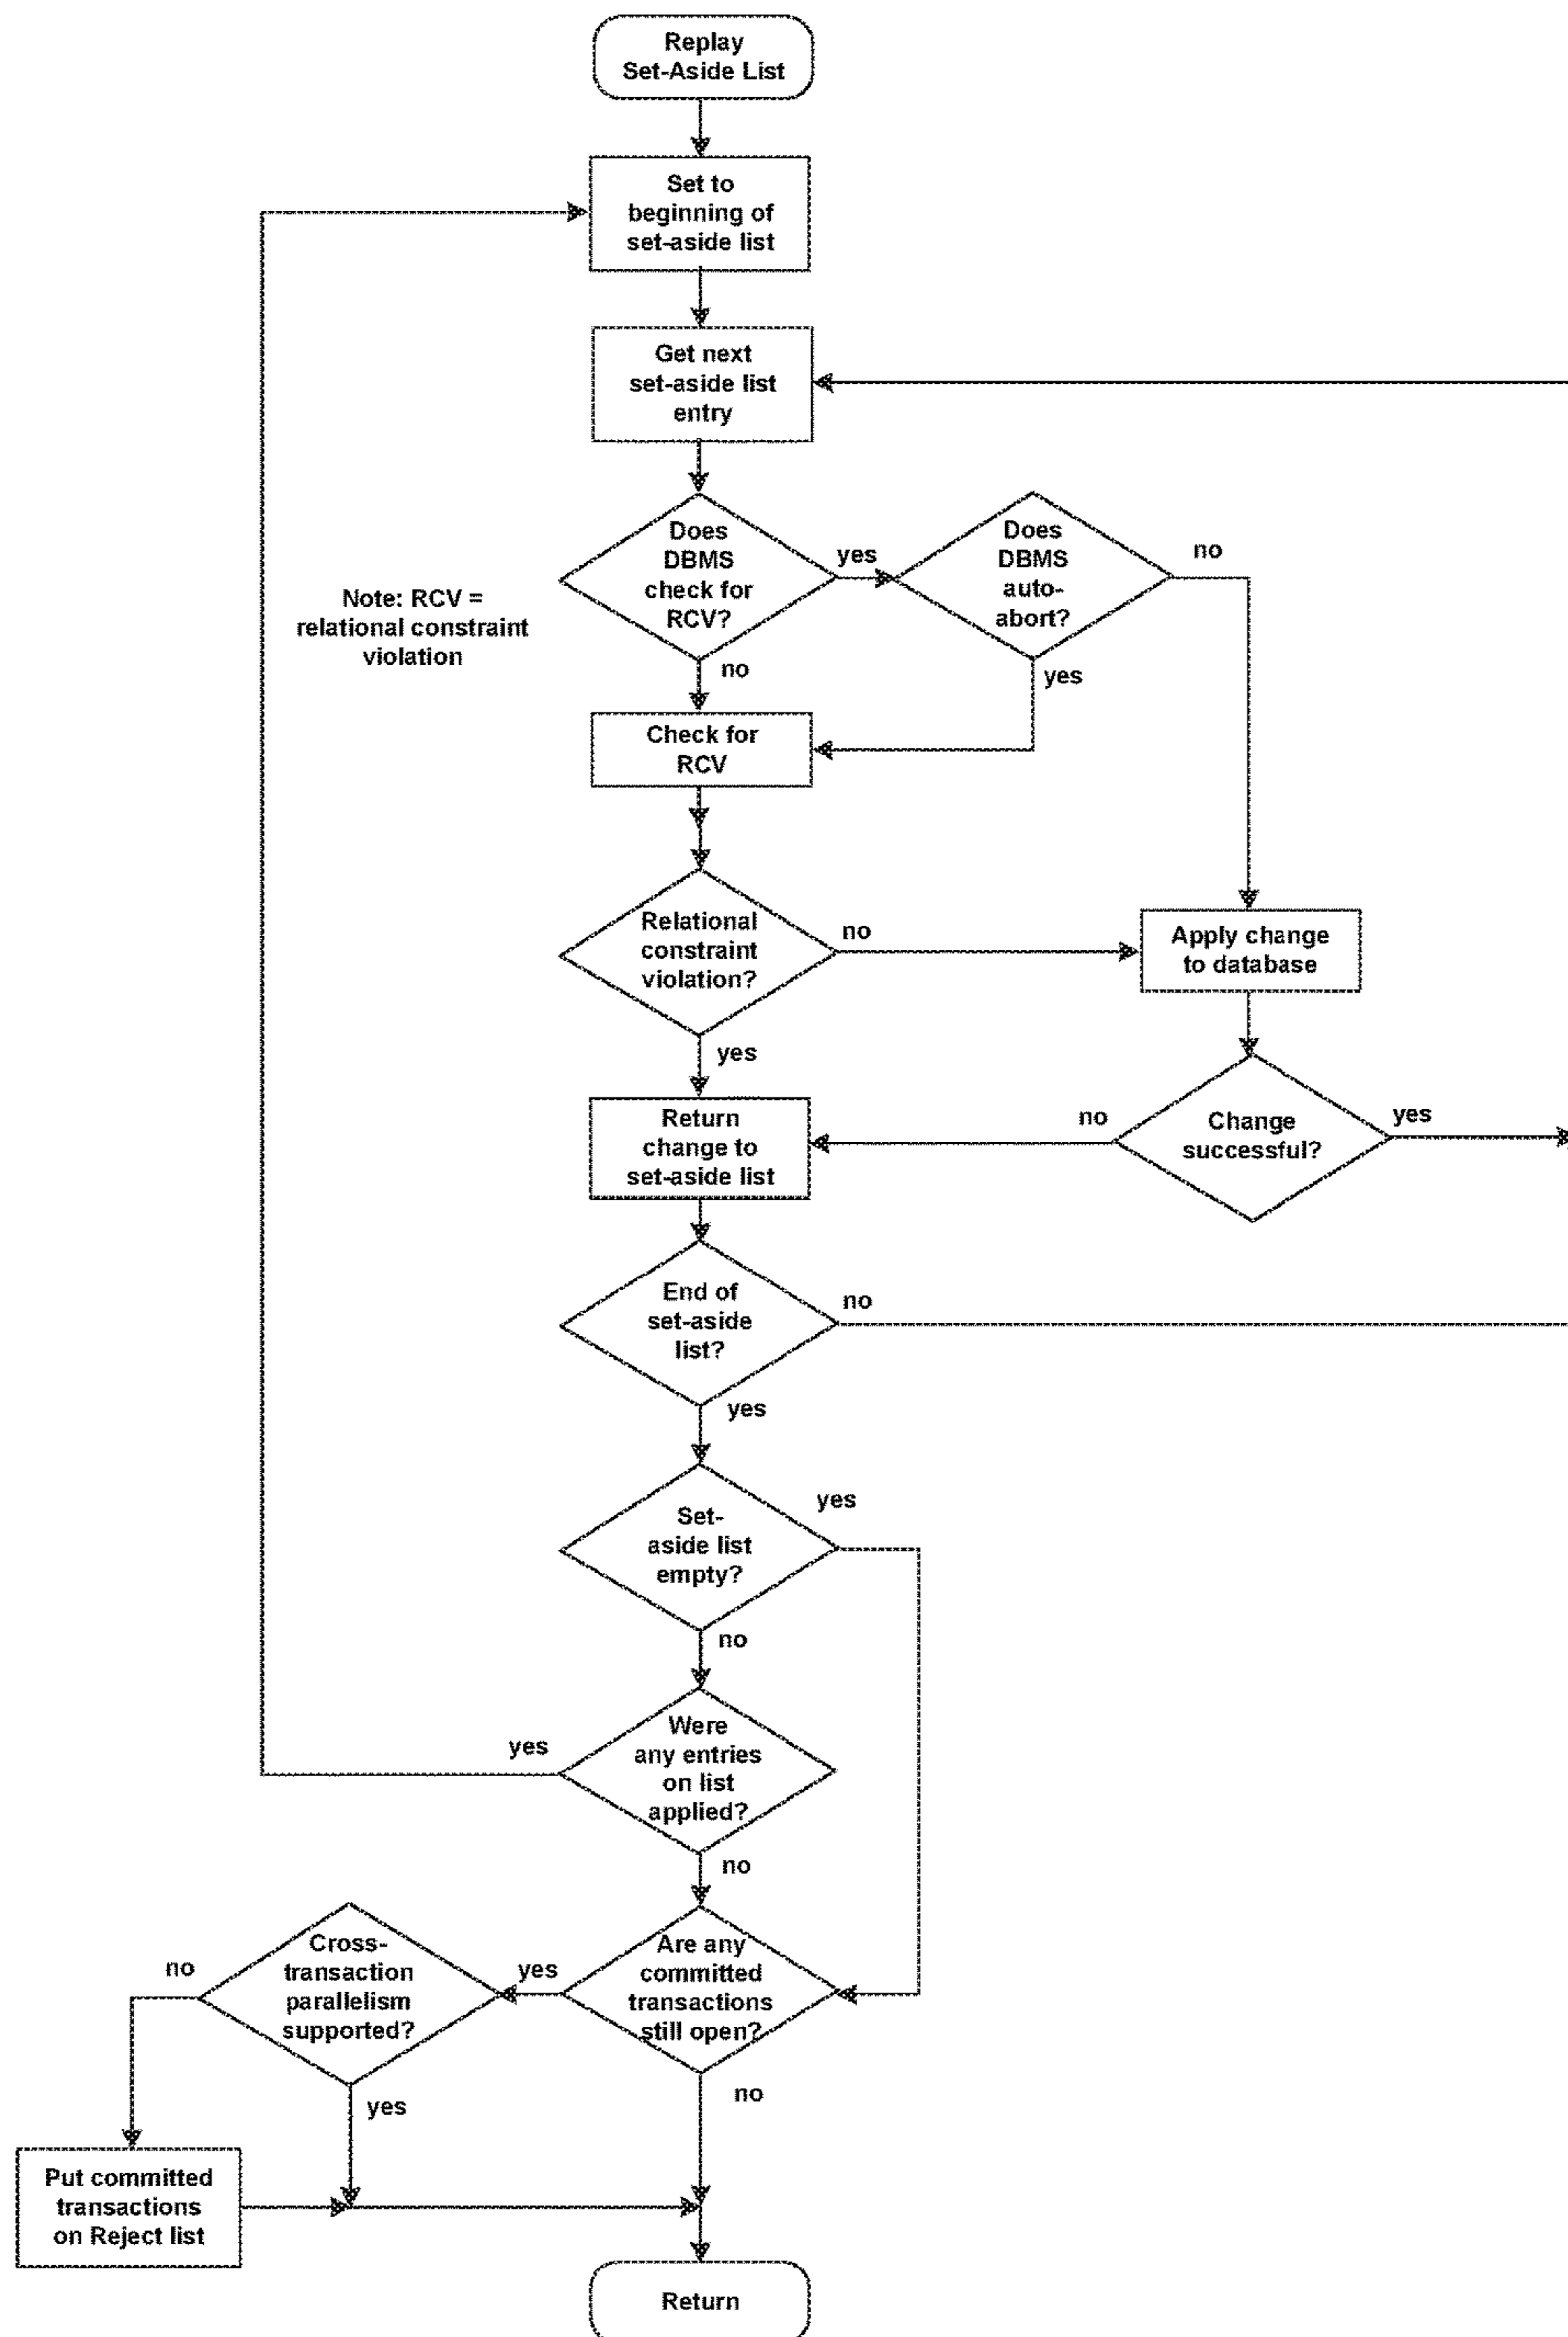 Replay
Set-Aside List
Set to
beginning of
set-aside list
Get next
set-aside list
entry
Does
DBMS
check for
RCV?
yes
Does
DBMS
auto-
abort?
no
Note: RCV =
relational constraint
violation
no
yes
Check for
RCV
Relational
constraint
violation?
no
Apply change
to database
yes
Return
change to
set-aside list
no
Change
successful?
yes
End of
set-aside
list?
no
yes
Set-
aside list
empty?
yes
no
Were
any entries
on list
applied?
yes
no
Are any
committed
transactions
still open?
yes
Cross-
transaction
parallelism
supported?
no
yes
no
Put committed
transactions
on Reject list
Return